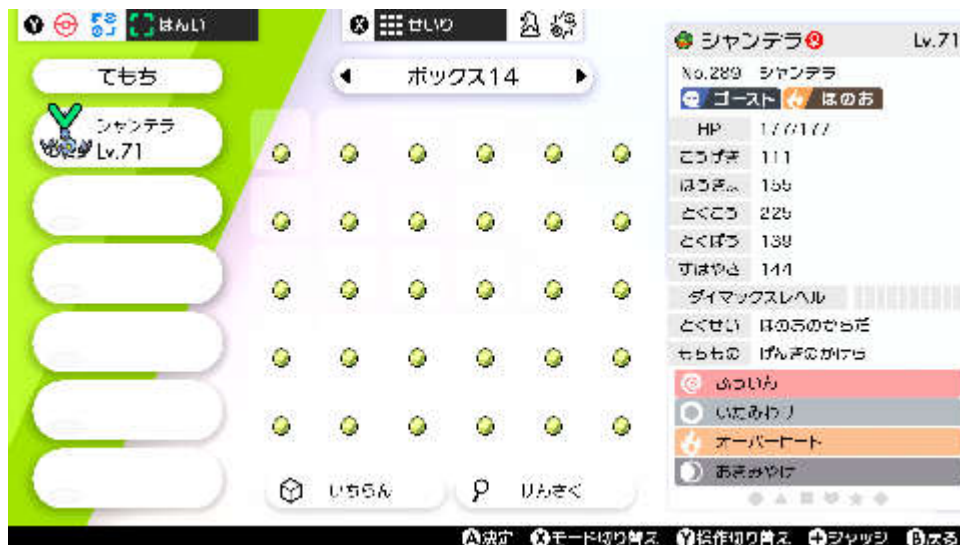 Y はんい
X せいり
てもち
ボックス14
シャンデラ
Lv.71
いちらん
けんさく
シャンデラ Lv.71
No.289 シャンデラ
ゴースト ほのお
HP 177/177
こうげき 111
ぼうぎょ 155
とくこう 225
とくぼう 139
すばやさ 144
ダイマックスレベル
とくせい ほのおのからだ
もちもの げんきのかけら
ふういん
いたみわけ
オーバーヒート
おきみやげ
A決定 Xモード切り替え Y操作切り替え +ジャッジ Bもどる